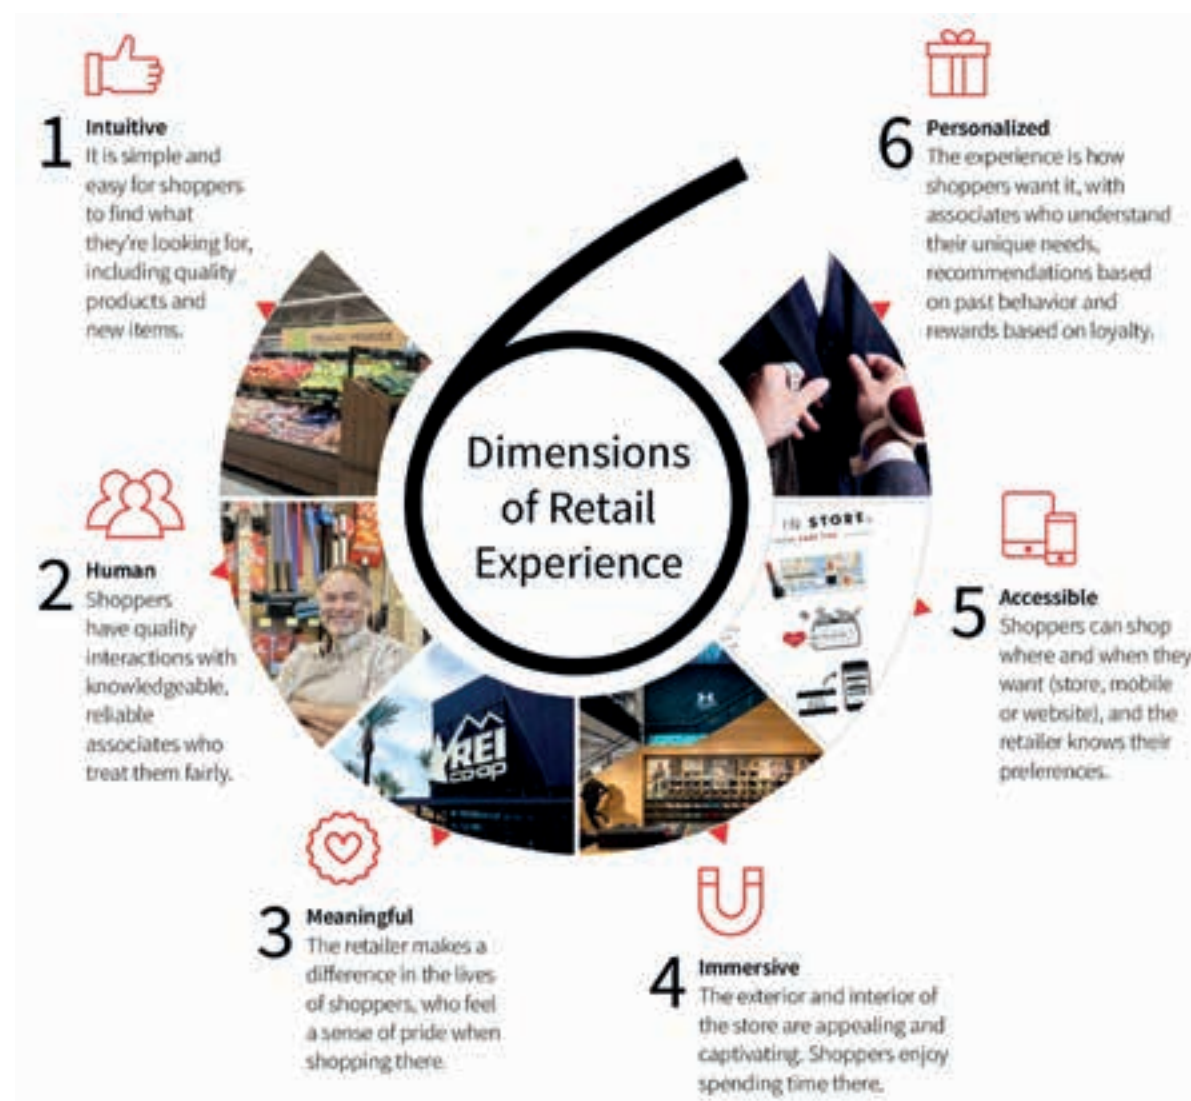 1
Intuitive
It is simple and
easy for shoppers
to find what
they're looking for,
including quality
products and
new items.
2
Human
Shoppers
have quality
interactions with
knowledgeable,
reliable
associates who
treat them fairly.
3
Meaningful
The retailer makes a
difference in the lives
of shoppers, who feel
a sense of pride when
shopping there.
4
Immersive
The exterior and interior of
the store are appealing and
captivating. Shoppers enjoy
spending time there.
5
Accessible
Shoppers can shop
where and when they
want (store, mobile
or website), and the
retailer knows their
preferences.
6
Personalized
The experience is how
shoppers want it, with
associates who understand
their unique needs,
recommendations based
on past behavior and
rewards based on loyalty.
6
Dimensions
of Retail
Experience
REI
co-op
STORE